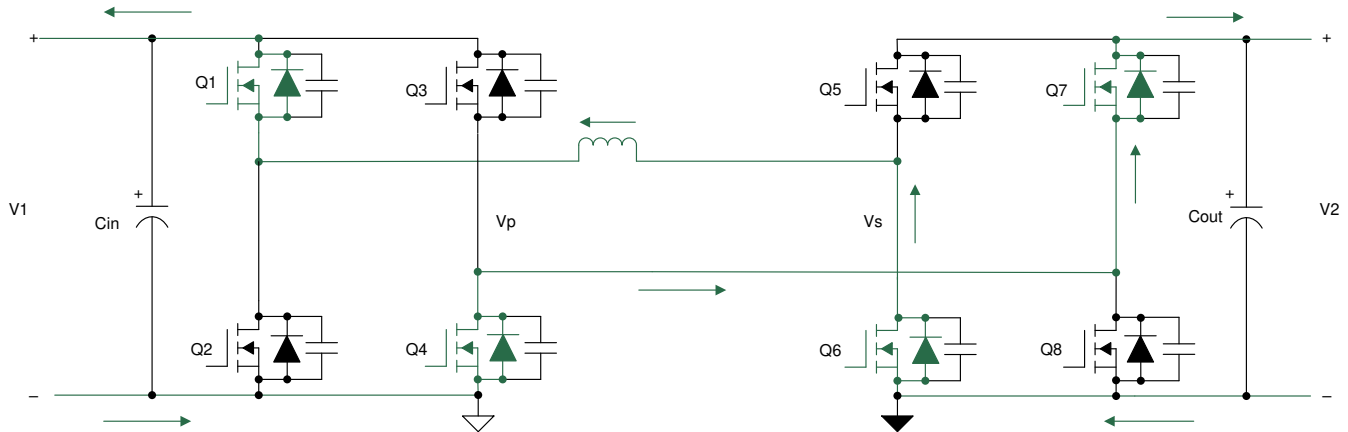 +
+
Q1
Q3
Q5
Q7
+
+
V1
Cin
Vp
Vs
Cout
V2
Q2
Q4
Q6
Q8
–
–